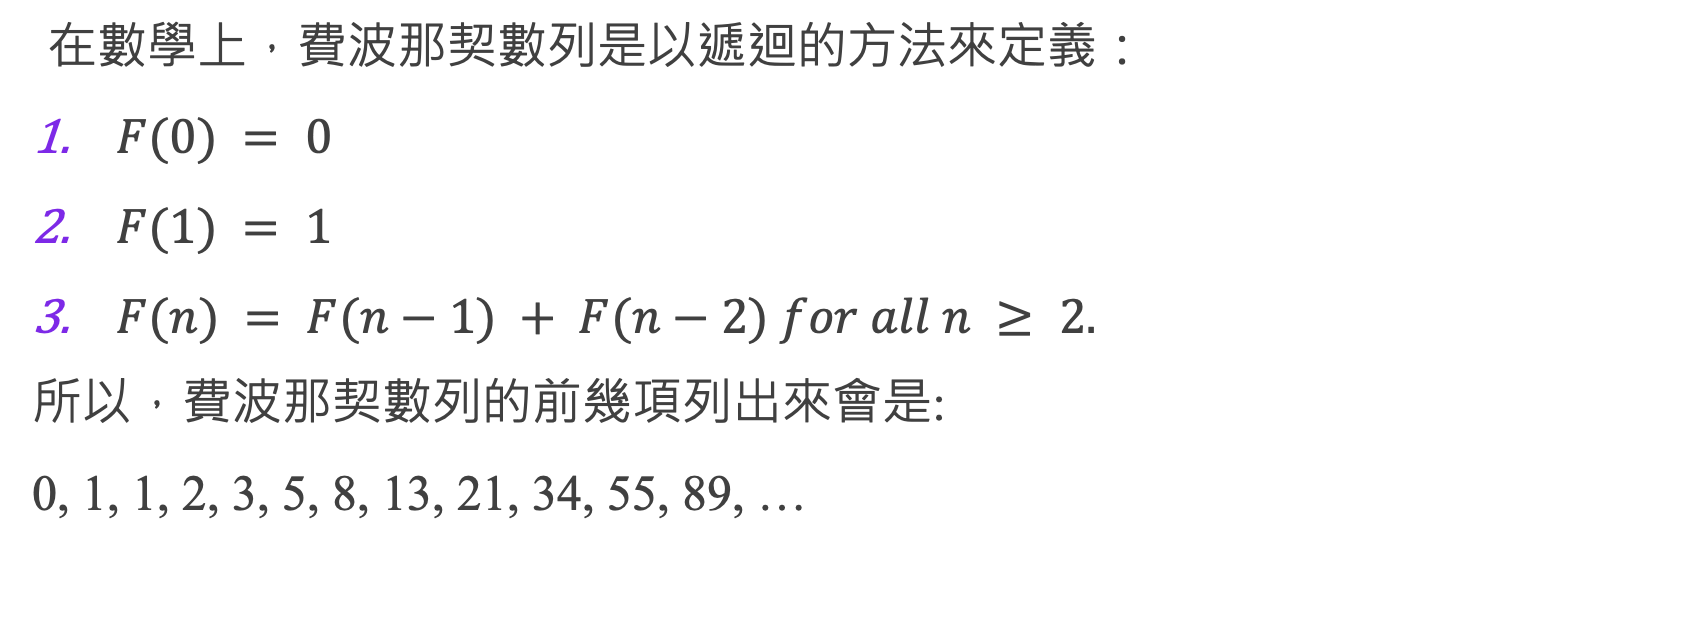 在數學上，費波那契數列是以遞迴的方法來定義：
1. F(0) = 0
2. F(1) = 1
3. F(n) = F(n − 1) + F(n − 2) for all n ≥ 2.
所以，費波那契數列的前幾項列出來會是:
0, 1, 1, 2, 3, 5, 8, 13, 21, 34, 55, 89, …